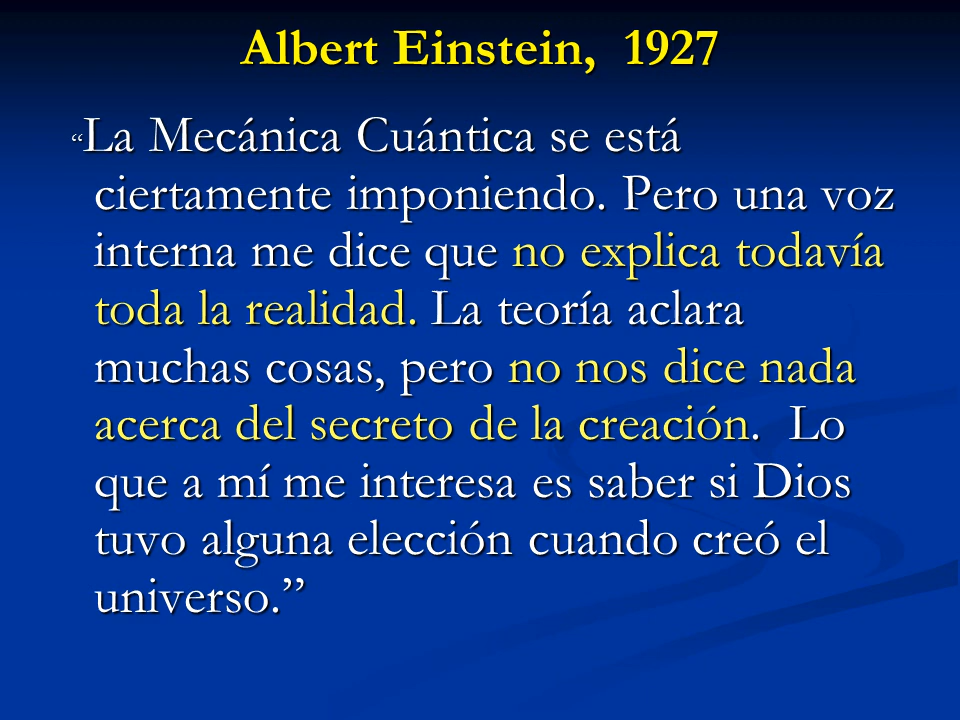 Albert Einstein, 1927
“La Mecánica Cuántica se está
ciertamente imponiendo. Pero una voz
interna me dice que no explica todavía
toda la realidad. La teoría aclara
muchas cosas, pero no nos dice nada
acerca del secreto de la creación. Lo
que a mí me interesa es saber si Dios
tuvo alguna elección cuando creó el
universo.”